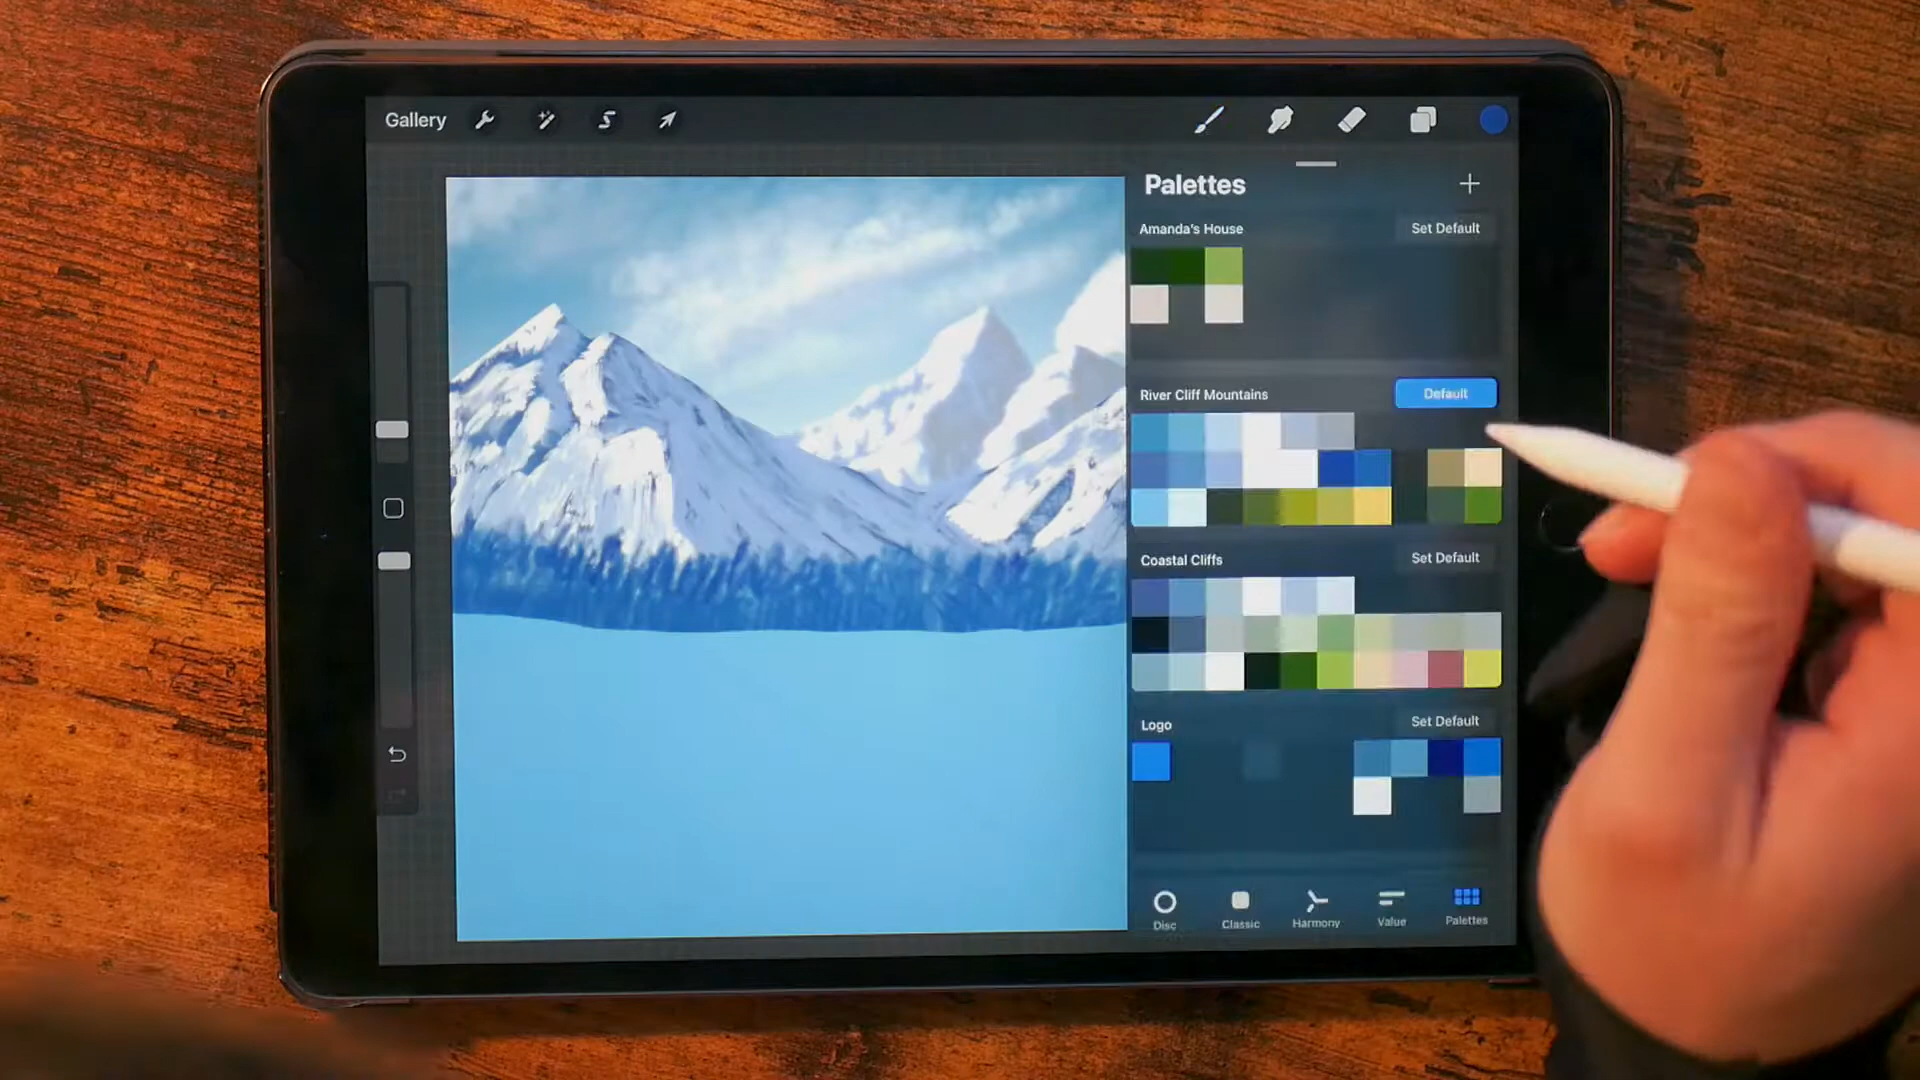 Gallery
Palettes
Amanda's House
Set Default
River Cliff Mountains
Default
Coastal Cliffs
Set Default
Logo
Set Default
Disc
Classic
Harmony
Value
Palettes